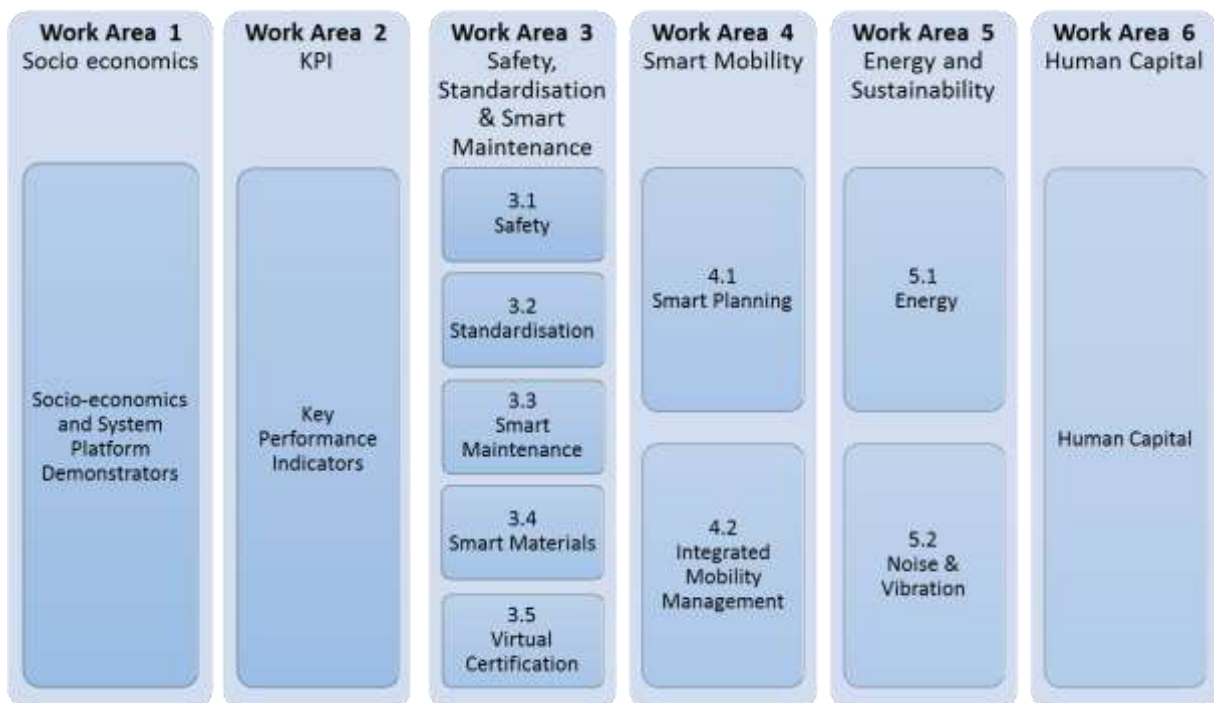 Work Area 1
Socio economics
Socio-economics
and System
Platform
Demonstrators
Work Area 2
KPI
Key
Performance
Indicators
Work Area 3
Safety,
Standardisation
& Smart
Maintenance
3.1
Safety
3.2
Standardisation
3.3
Smart
Maintenance
3.4
Smart Materials
3.5
Virtual
Certification
Work Area 4
Smart Mobility
4.1
Smart Planning
4.2
Integrated
Mobility
Management
Work Area 5
Energy and
Sustainability
5.1
Energy
5.2
Noise &
Vibration
Work Area 6
Human Capital
Human Capital